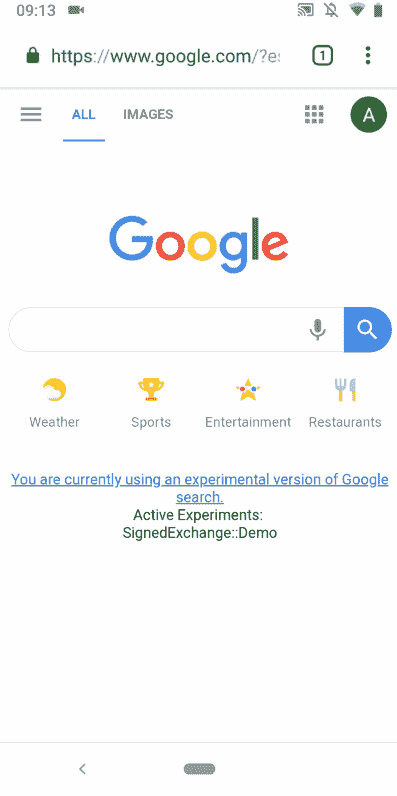 09:13
https://www.google.com/?es
1
ALL IMAGES
A
Google
Weather Sports Entertainment Restaurants
You are currently using an experimental version of Google
search.
Active Experiments:
SignedExchange::Demo